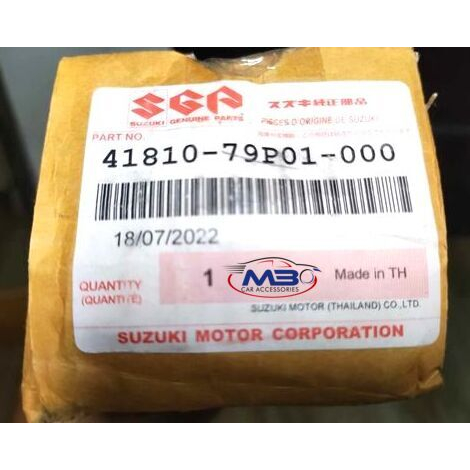 SGP
SUZUKI GENUINE PARTS
スズキ純正部品
PIECES D'ORIGINE DE SUZUKI
PART NO.
41810-79P01-000
18/07/2022
QUANTITY
(QUANTITÉ)
1
MBC
CAR ACCESSORIES
Made in TH
SUZUKI MOTOR (THAILAND) CO.,LTD.
SUZUKI MOTOR CORPORATION